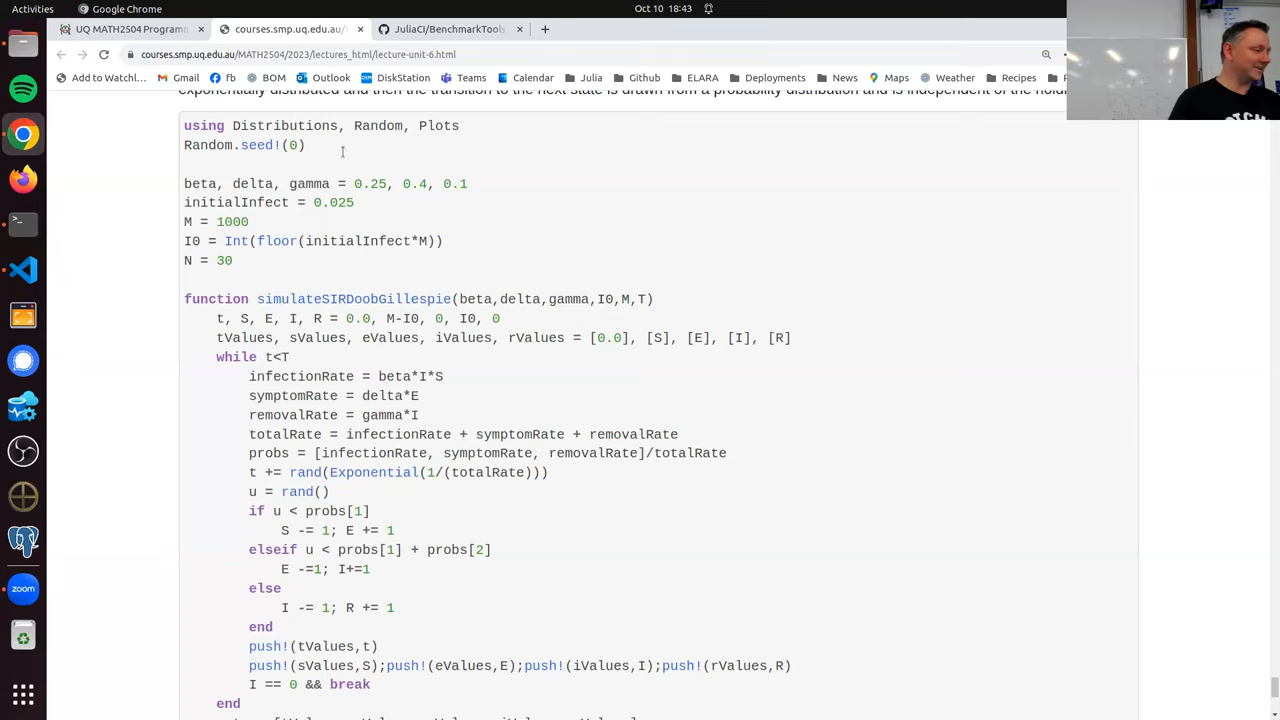 Activities
Google Chrome
Oct 10 18:43
UQ MATH2504 Programm
courses.smp.uq.edu.au/
JuliaCI/BenchmarkTools.
courses.smp.uq.edu.au/MATH2504/2023/lectures_html/lecture-unit-6.html
Add to Watchl... Gmail Fb BOM Outlook DiskStation Teams Calendar Julia Github ELARA Deployments News Maps Weather Recipes
exponentially distributed and then the transition to the next state is drawn from a probability distribution and is independent of the
using Distributions, Random, Plots
Random.seed!(0)
beta, delta, gamma = 0.25, 0.4, 0.1
initialInfect = 0.025
M = 1000
I0 = Int(floor(initialInfect*M))
N = 30
function simulateSIRDoobGillespie(beta,delta,gamma,I0,M,T)
t, S, E, I, R = 0.0, M-I0, 0, I0, 0
tValues, sValues, eValues, iValues, rValues = [0.0], [S], [E], [I], [R]
while t<T
infectionRate = beta*I*S
symptomRate = delta*E
removalRate = gamma*I
totalRate = infectionRate + symptomRate + removalRate
probs = [infectionRate, symptomRate, removalRate]/totalRate
t += rand(Exponential(1/(totalRate)))
u = rand()
if u < probs[1]
S -= 1; E += 1
elseif u < probs[1] + probs[2]
E -=1; I+=1
else
I -= 1; R += 1
end
push!(tValues,t)
push!(sValues,S);push!(eValues,E);push!(iValues,I);push!(rValues,R)
I == 0 && break
end
zoom